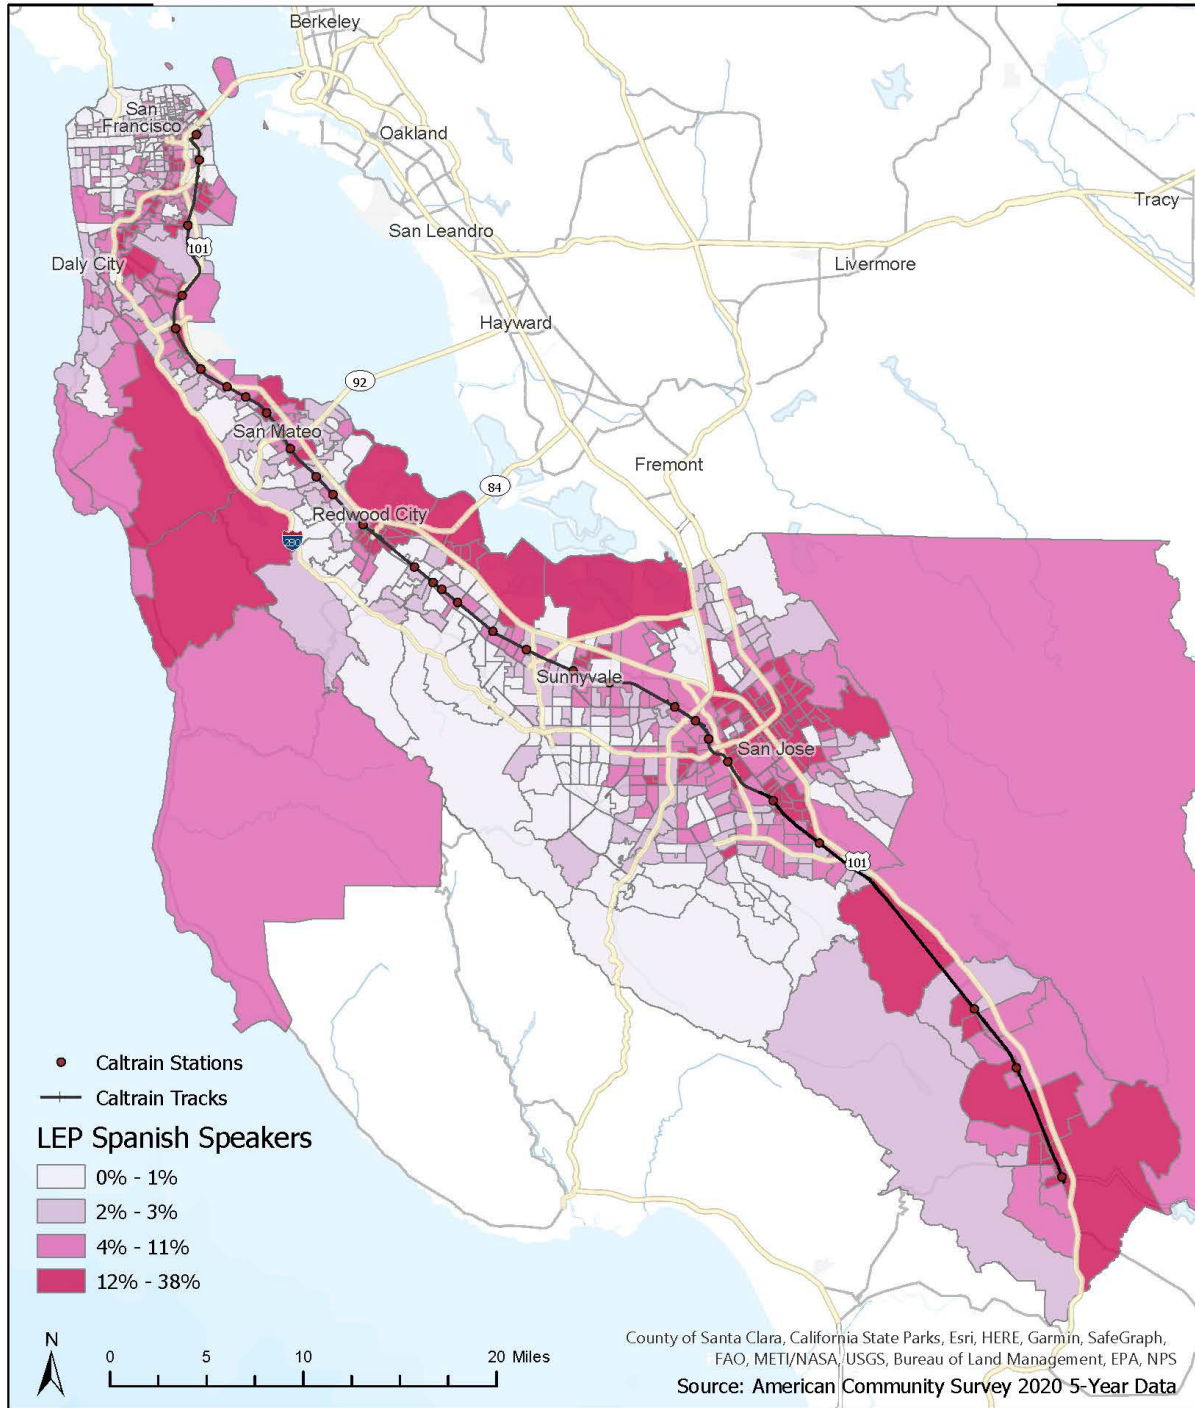 Berkeley
San
Francisco
Oakland
Tracy
San Leandro
101
Daly City
Livermore
Hayward
92
San Mateo
Fremont
84
Redwood City
280
Sunnyvale
San Jose
101
Caltrain Stations
Caltrain Tracks
LEP Spanish Speakers
0% - 1%
2% - 3%
4% - 11%
12% - 38%
N
0 5 10 20 Miles
County of Santa Clara, California State Parks, Esri, HERE, Garmin, SafeGraph,
FAO, METI/NASA, USGS, Bureau of Land Management, EPA, NPS
Source: American Community Survey 2020 5-Year Data